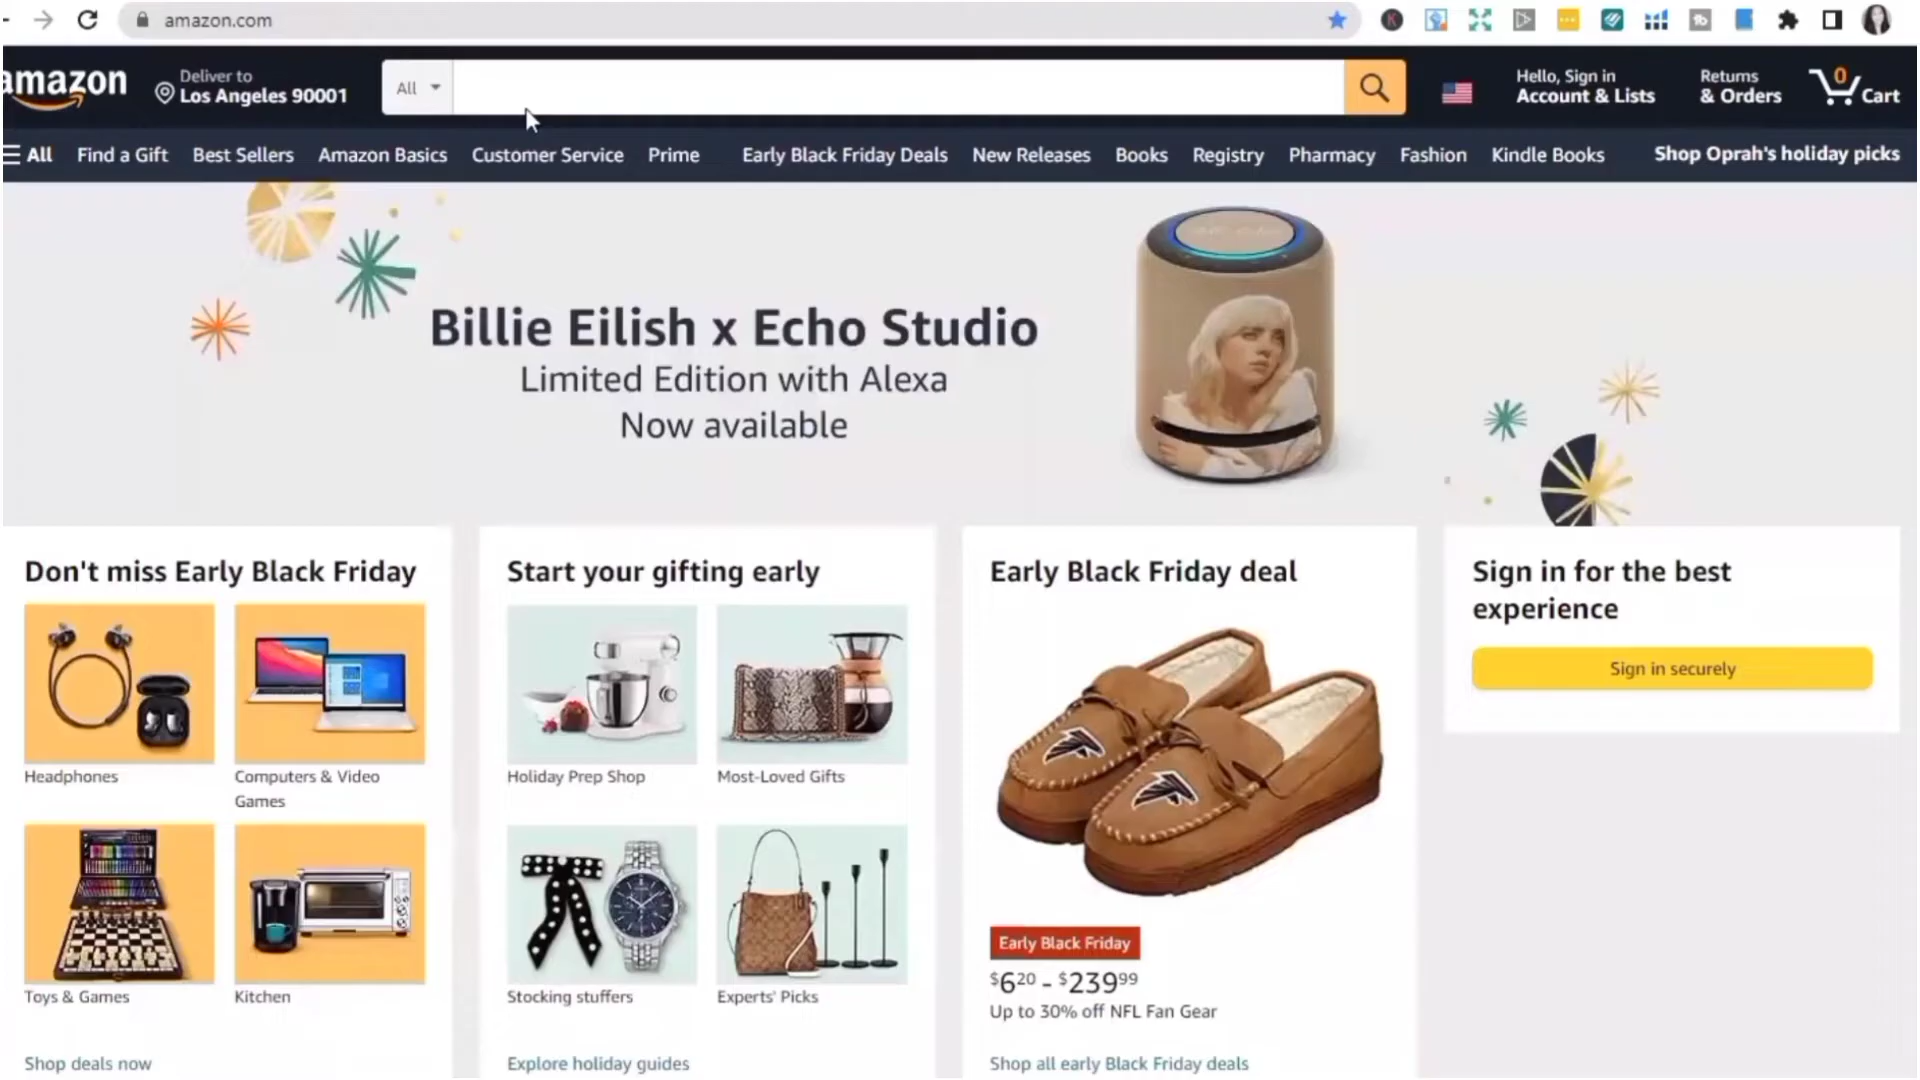 amazon.com
amazon
Deliver to
Los Angeles 90001
All
Hello, Sign in
Account & Lists
Returns
& Orders
0
Cart
All
Find a Gift
Best Sellers
Amazon Basics
Customer Service
Prime
Early Black Friday Deals
New Releases
Books
Registry
Pharmacy
Fashion
Kindle Books
Shop Oprah's holiday picks
Billie Eilish x Echo Studio
Limited Edition with Alexa
Now available
Don't miss Early Black Friday
Headphones
Computers & Video
Games
Toys & Games
Kitchen
Shop deals now
Start your gifting early
Holiday Prep Shop
Most-Loved Gifts
Stocking stuffers
Experts' Picks
Explore holiday guides
Early Black Friday deal
Early Black Friday
$620 - $23999
Up to 30% off NFL Fan Gear
Shop all early Black Friday deals
Sign in for the best
experience
Sign in securely